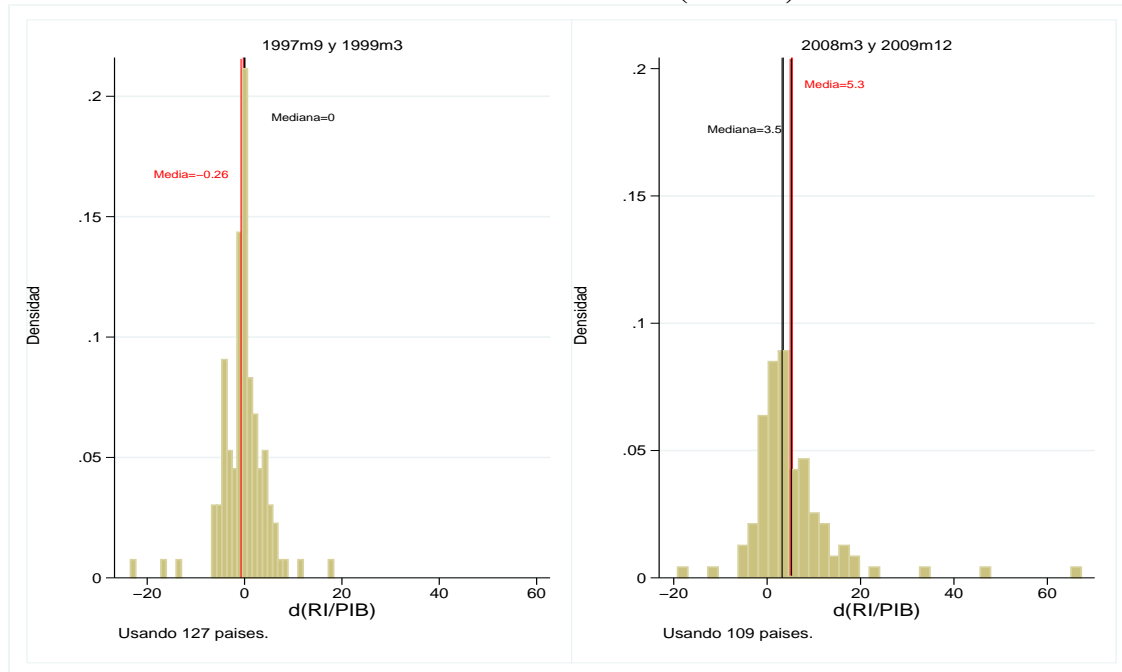 1997m9 y 1999m3
Mediana=0
Media=−0.26
Densidad
.2
.15
.1
.05
0
−20
0
20
40
60
d(RI/PIB)
Usando 127 paises.
2008m3 y 2009m12
Media=5.3
Mediana=3.5
Densidad
.2
.15
.1
.05
0
−20
0
20
40
60
d(RI/PIB)
Usando 109 paises.